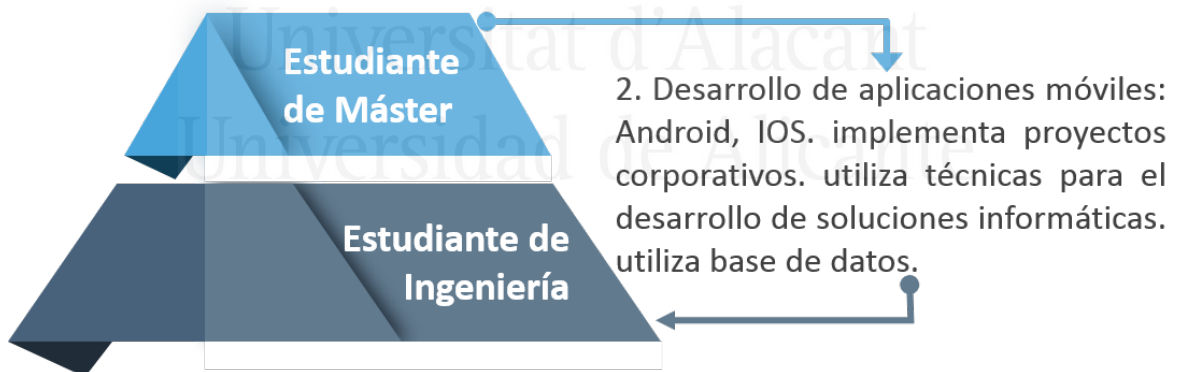 Universitat d'Alacant
Universidad de Alicante
Estudiante
de Máster
2. Desarrollo de aplicaciones móviles:
Android, IOS. implementa proyectos
corporativos. utiliza técnicas para el
desarrollo de soluciones informáticas.
utiliza base de datos.
Estudiante de
Ingeniería